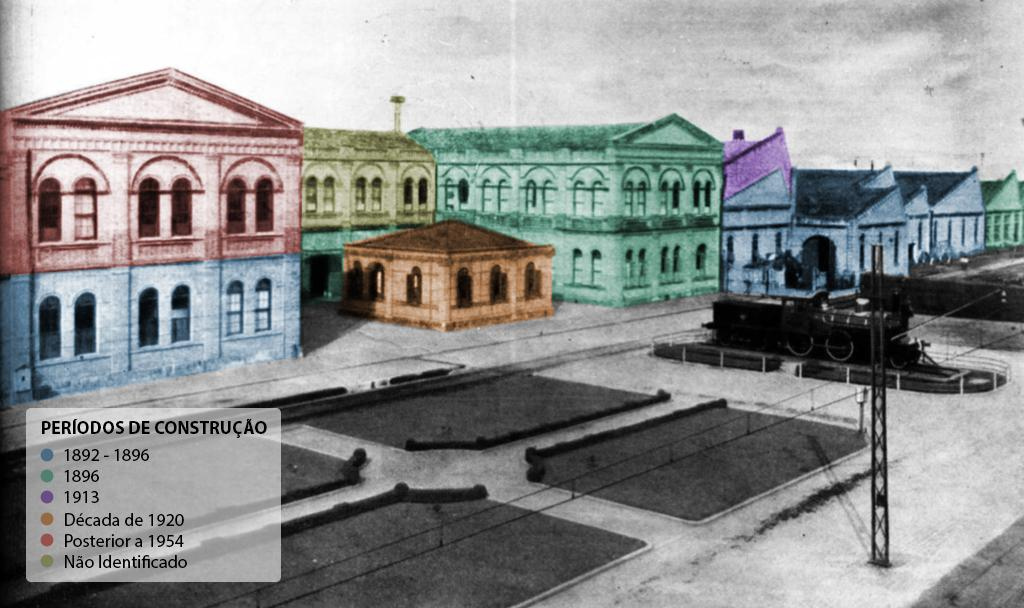 PERÍODOS DE CONSTRUÇÃO
1892 - 1896
1896
1913
Década de 1920
Posterior a 1954
Não Identificado